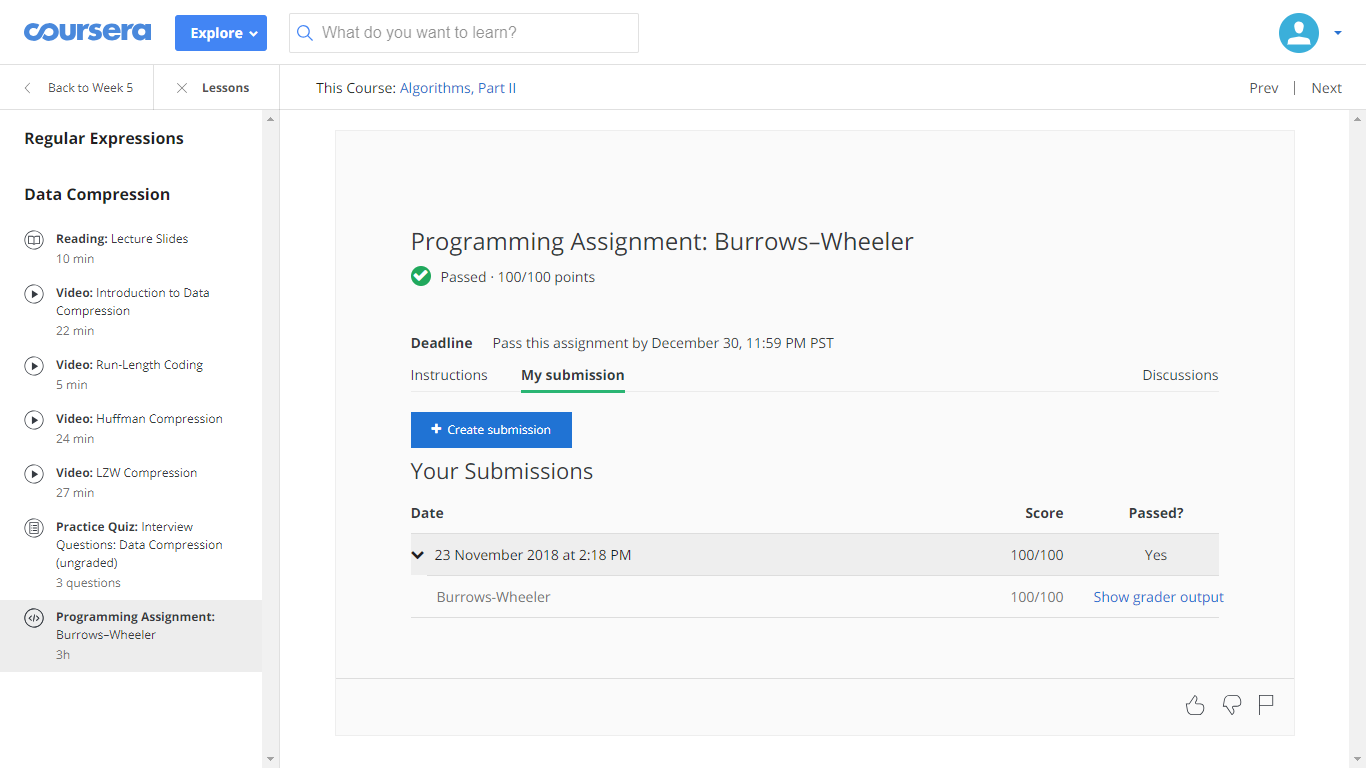 coursera
Explore
What do you want to learn?
Back to Week 5
Lessons
This Course: Algorithms, Part II
Prev | Next
Regular Expressions
Data Compression
Reading: Lecture Slides
10 min
Video: Introduction to Data
Compression
22 min
Video: Run-Length Coding
5 min
Video: Huffman Compression
24 min
Video: LZW Compression
27 min
Practice Quiz: Interview
Questions: Data Compression
(ungraded)
3 questions
Programming Assignment:
Burrows–Wheeler
3h
Programming Assignment: Burrows–Wheeler
Passed · 100/100 points
Deadline Pass this assignment by December 30, 11:59 PM PST
Instructions My submission Discussions
+ Create submission
Your Submissions
Date Score Passed?
23 November 2018 at 2:18 PM 100/100 Yes
Burrows-Wheeler 100/100 Show grader output